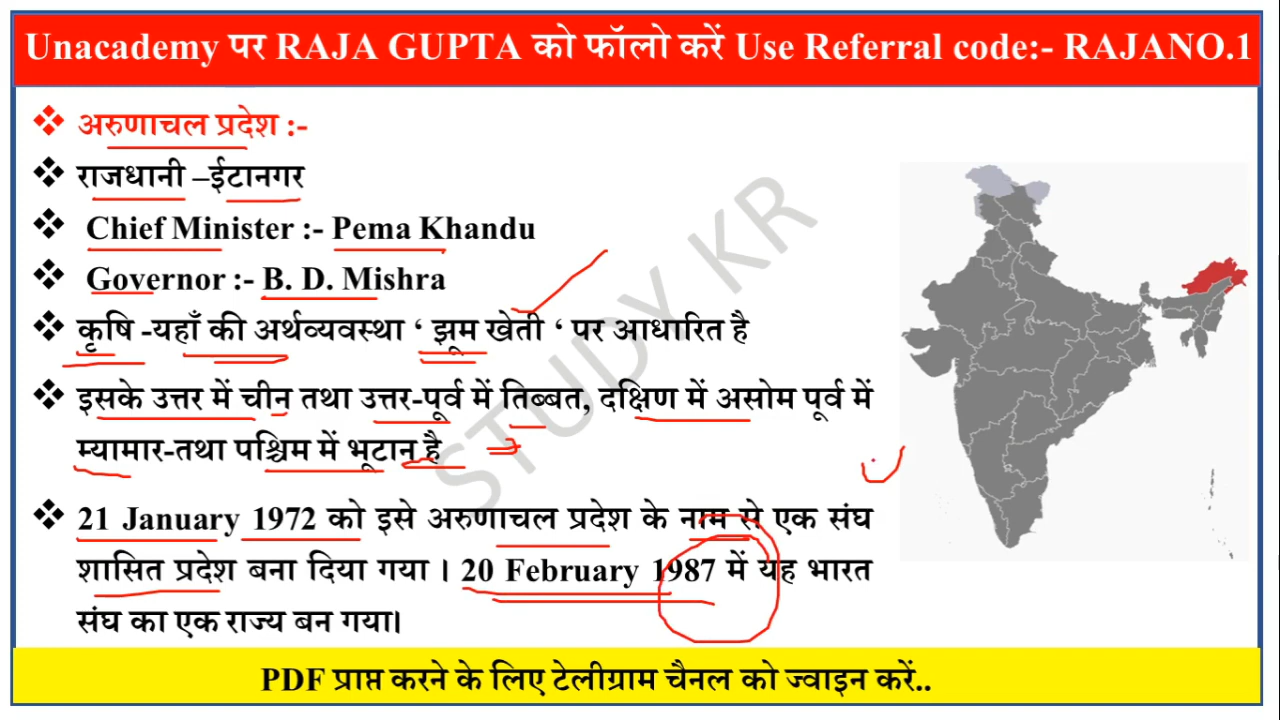 Unacademy पर RAJA GUPTA को फॉलो करें Use Referral code:- RAJANO.1
❖ अरुणाचल प्रदेश :-
❖ राजधानी –ईटानगर
❖ Chief Minister :- Pema Khandu
❖ Governor :- B. D. Mishra
❖ कृषि -यहाँ की अर्थव्यवस्था ‘ झूम खेती ‘ पर आधारित है
❖ इसके उत्तर में चीन तथा उत्तर-पूर्व में तिब्बत, दक्षिण में असोम पूर्व में
म्यामार-तथा पश्चिम में भूटान है
❖ 21 January 1972 को इसे अरुणाचल प्रदेश के नाम से एक संघ
शासित प्रदेश बना दिया गया । 20 February 1987 में यह भारत
संघ का एक राज्य बन गया।
STUDY KR
PDF प्राप्त करने के लिए टेलीग्राम चैनल को ज्वाइन करें..